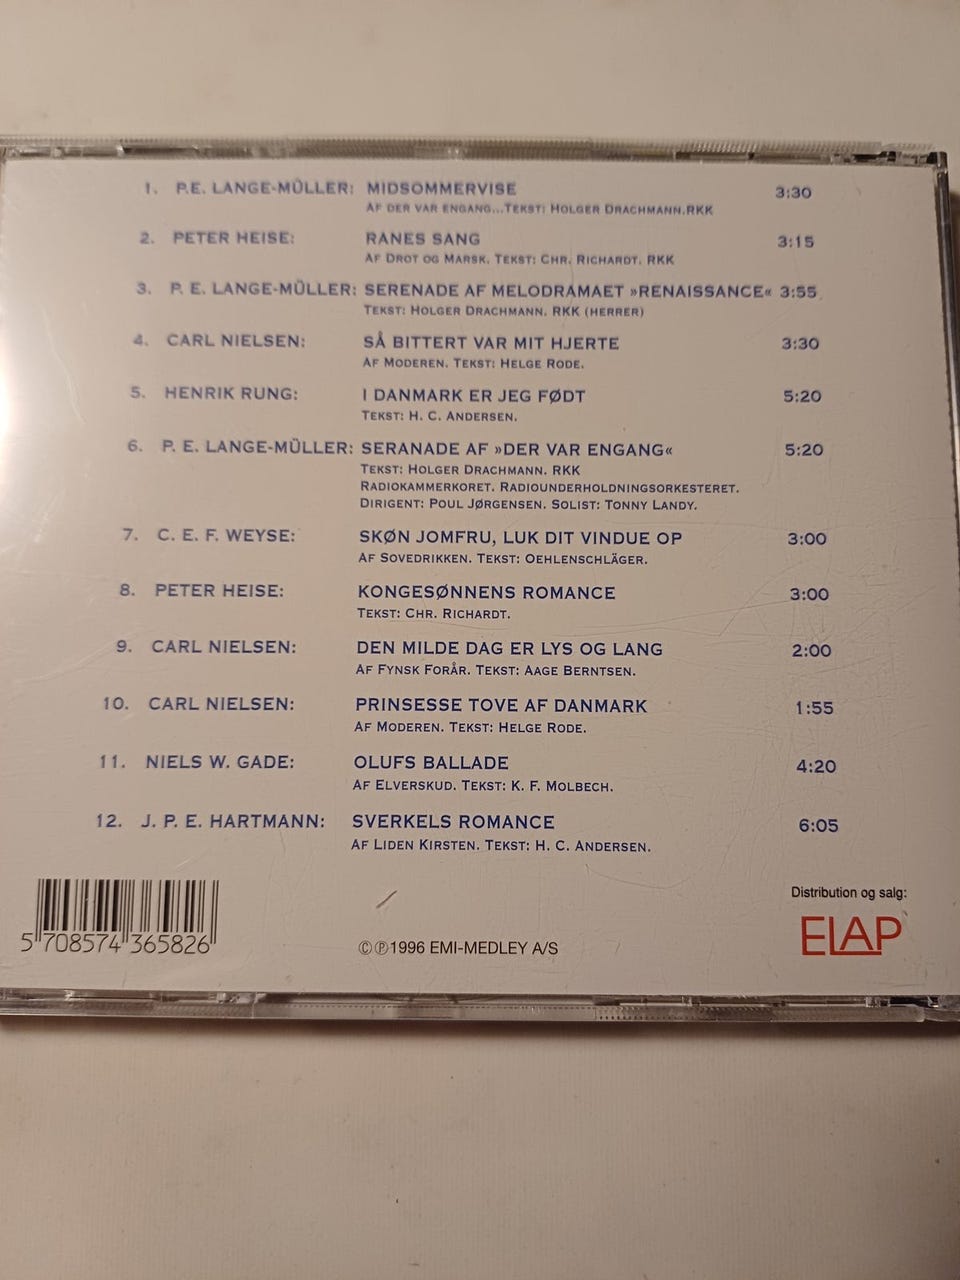 1. P.E. LANGE-MÜLLER: MIDSOMMERVISE 3:30
AF DER VAR ENGANG...TEKST: HOLGER DRACHMANN.RKK
2. PETER HEISE: RANES SANG 3:15
AF DROT OG MARSK. TEKST: CHR. RICHARDT. RKK
3. P. E. LANGE-MÜLLER: SERENADE AF MELODRAMAET »RENAISSANCE« 3:55
TEKST: HOLGER DRACHMANN. RKK (HERRER)
4. CARL NIELSEN: SÅ BITTERT VAR MIT HJERTE 3:30
AF MODEREN. TEKST: HELGE RODE.
5. HENRIK RUNG: I DANMARK ER JEG FØDT 5:20
TEKST: H. C. ANDERSEN.
6. P. E. LANGE-MÜLLER: SERANADE AF »DER VAR ENGANG« 5:20
TEKST: HOLGER DRACHMANN. RKK
RADIOKAMMERKORET. RADIOUNDERHOLDNINGSORKESTERET.
DIRIGENT: POUL JØRGENSEN. SOLIST: TONNY LANDY.
7. C. E. F. WEYSE: SKØN JOMFRU, LUK DIT VINDUE OP 3:00
AF SOVEDRIKKEN. TEKST: OEHLENSCHLÄGER.
8. PETER HEISE: KONGESØNNENS ROMANCE 3:00
TEKST: CHR. RICHARDT.
9. CARL NIELSEN: DEN MILDE DAG ER LYS OG LANG 2:00
AF FYNSK FORÅR. TEKST: AAGE BERNTSEN.
10. CARL NIELSEN: PRINSESSE TOVE AF DANMARK 1:55
AF MODEREN. TEKST: HELGE RODE.
11. NIELS W. GADE: OLUFS BALLADE 4:20
AF ELVERSKUD. TEKST: K. F. MOLBECH.
12. J. P. E. HARTMANN: SVERKELS ROMANCE 6:05
AF LIDEN KIRSTEN. TEKST: H. C. ANDERSEN.
Distribution og salg:
ELAP
5 708574 365826
©℗1996 EMI-MEDLEY A/S